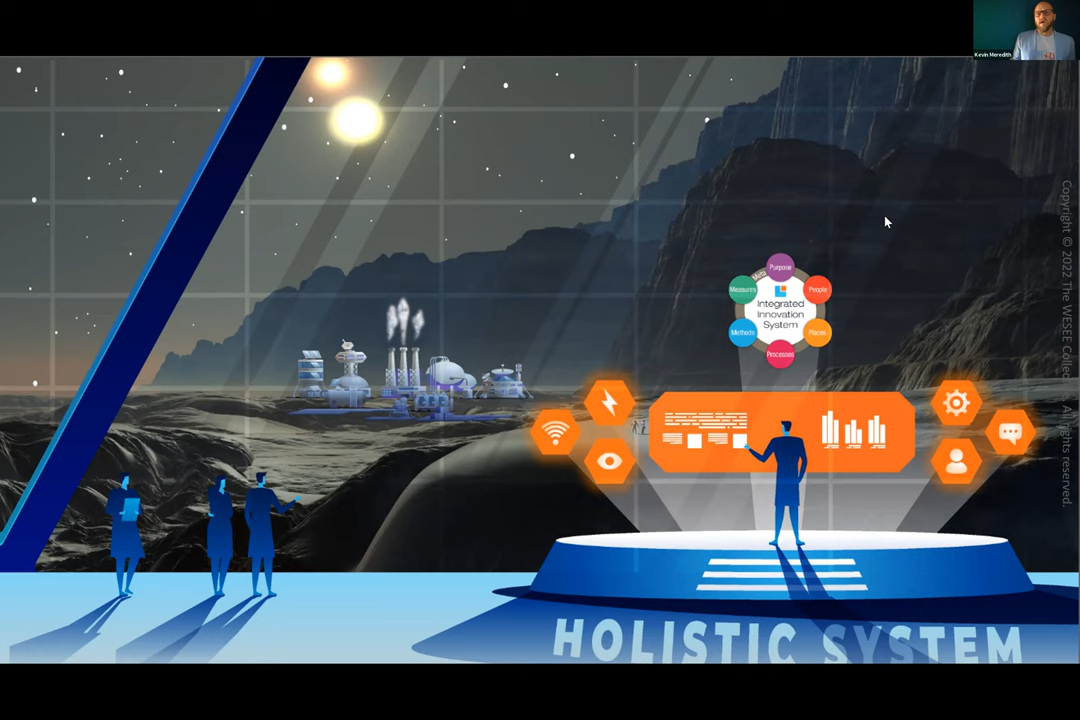 Kevin Meredith
Copyright © 2022 The WESEE Collec
All rights reserved.
Meta
Purpose
Measures
People
Integrated
Innovation
System
Methods
Places
Processes
HOLISTIC SYSTEM